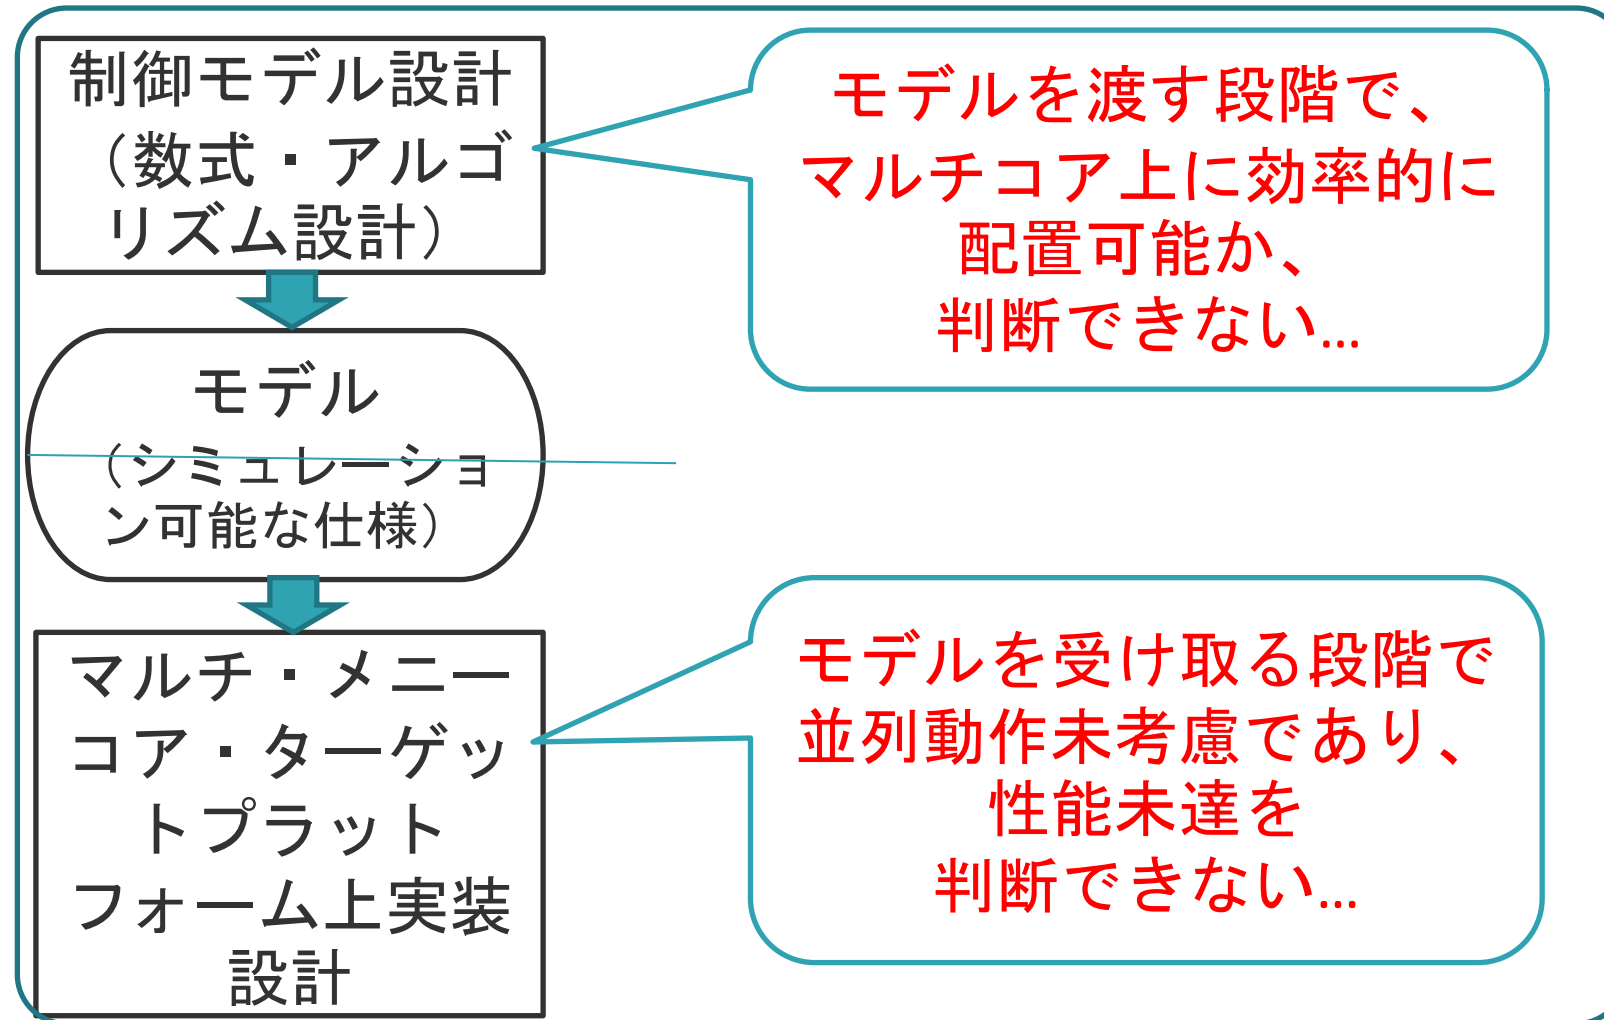 制御モデル設計
（数式・アルゴ
リズム設計）
モデルを渡す段階で、
マルチコア上に効率的に
配置可能か、
判断できない…
モデル
（シミュレーショ
ン可能な仕様）
マルチ・メニー
コア・ターゲッ
トプラット
フォーム上実装
設計
モデルを受け取る段階で
並列動作未考慮であり、
性能未達を
判断できない…